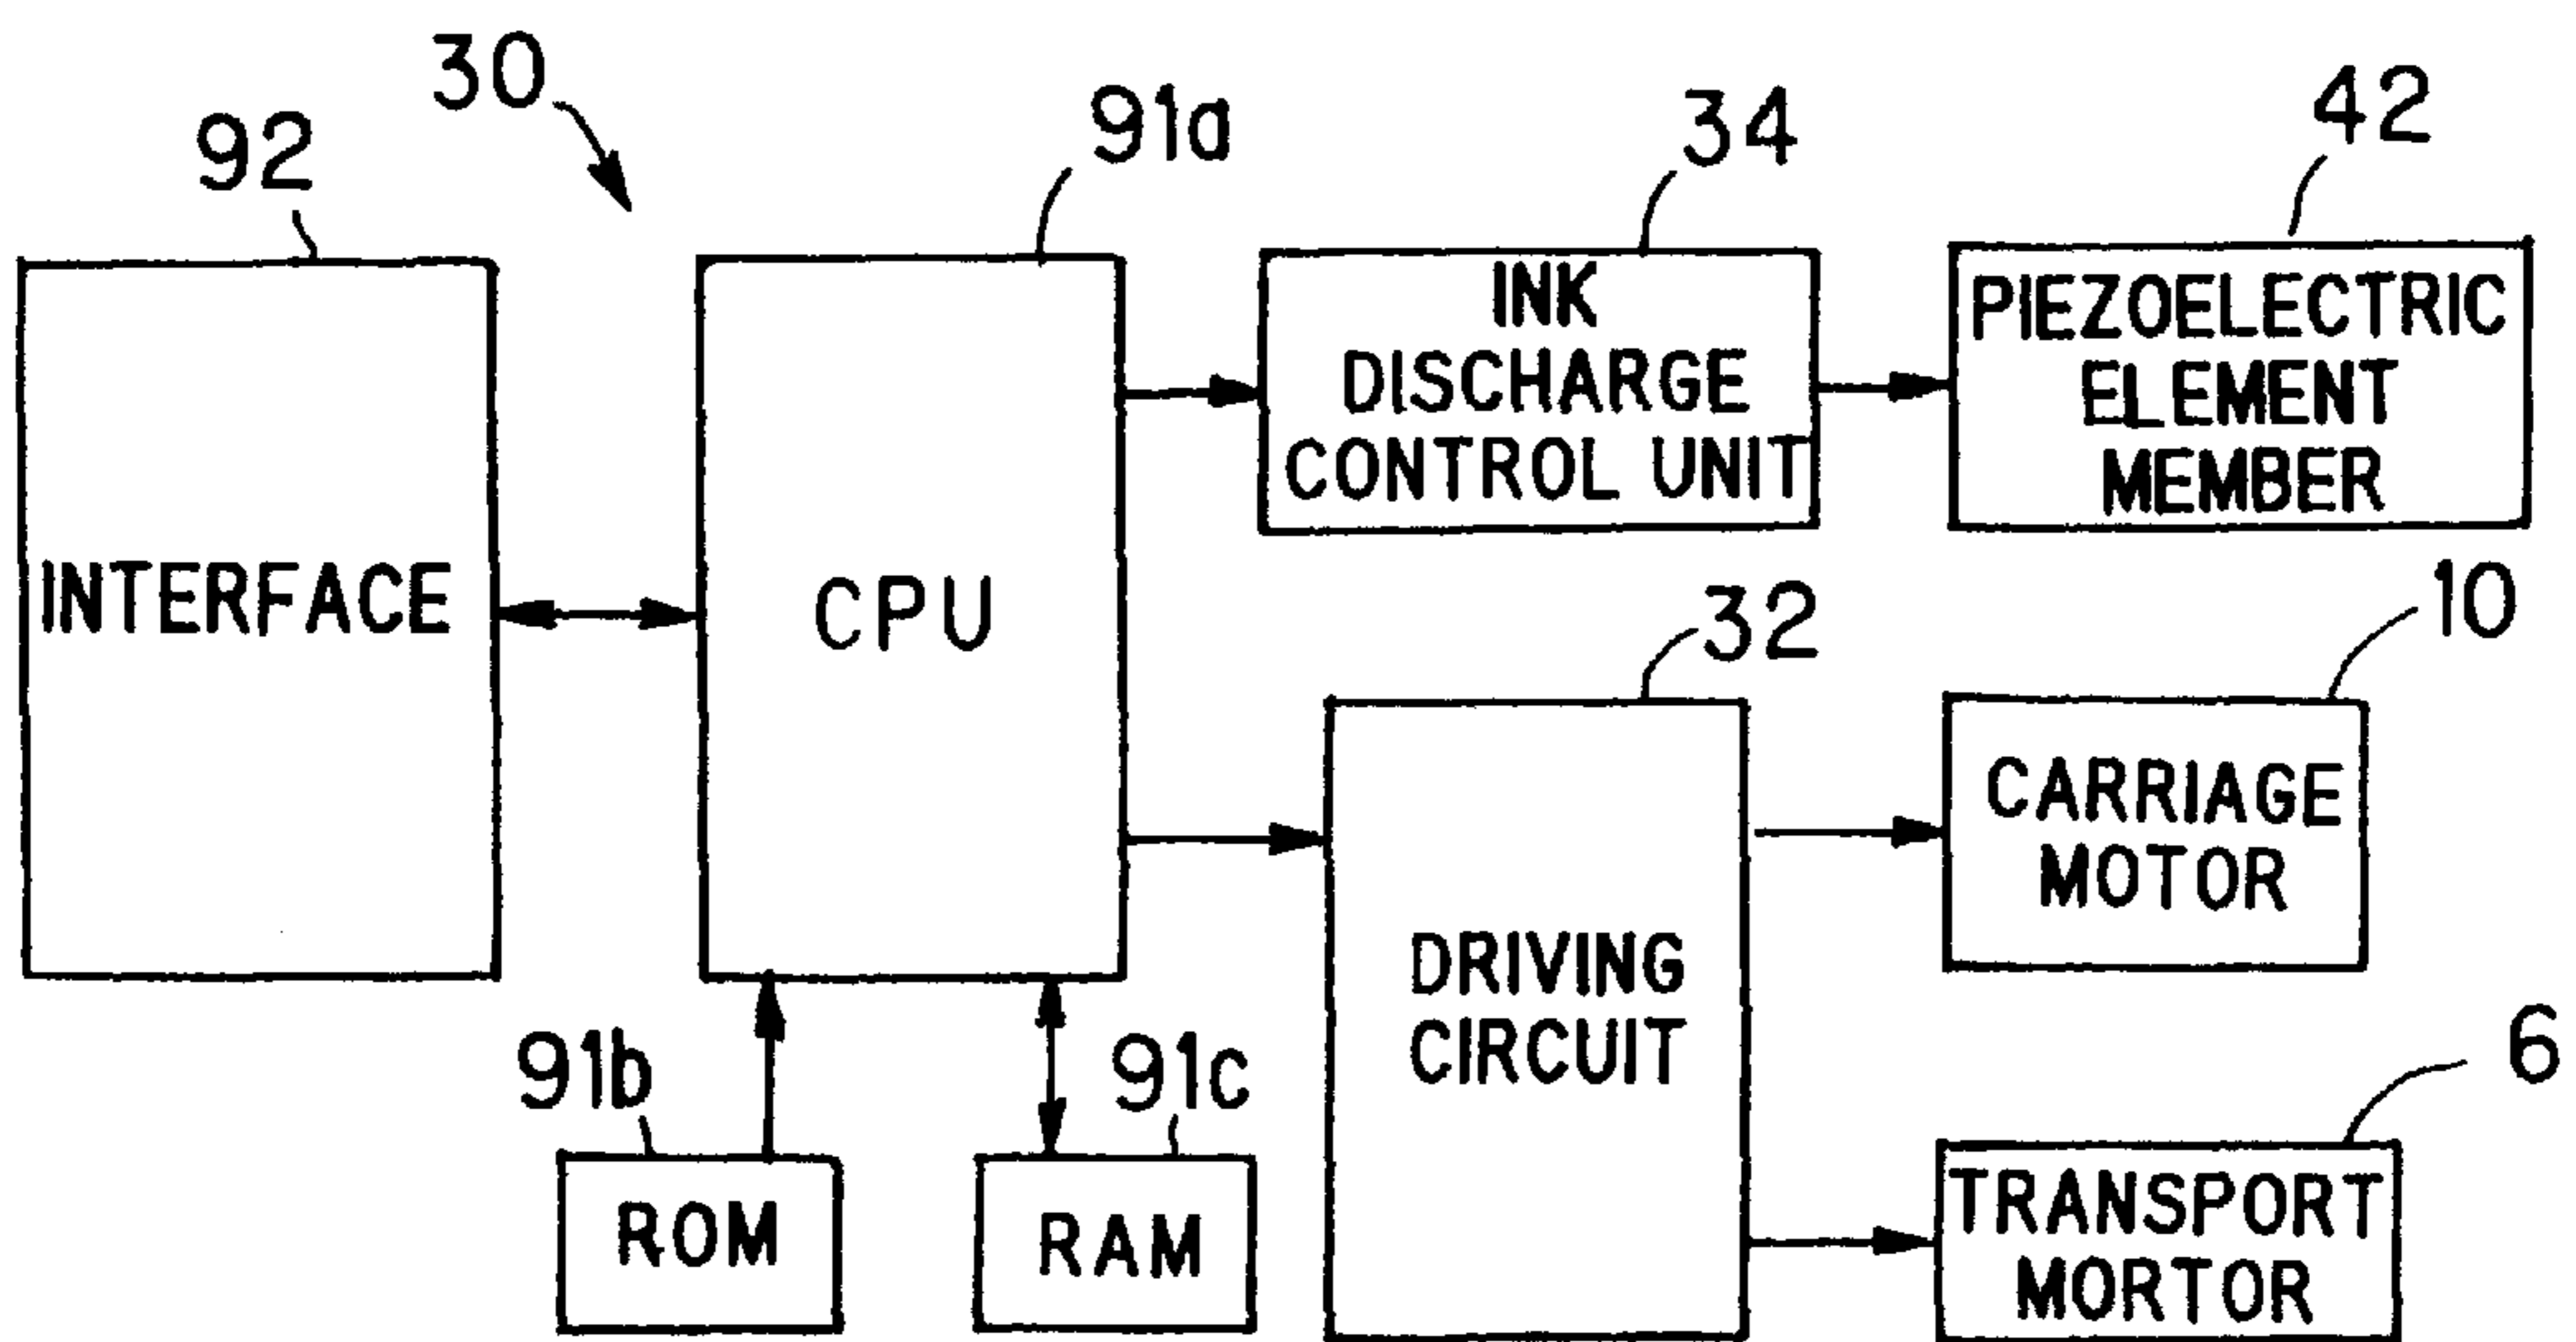 30
92
91a
34
42
INTERFACE
CPU
INK
DISCHARGE
CONTROL UNIT
PIEZOELECTRIC
ELEMENT
MEMBER
32
10
DRIVING
CIRCUIT
CARRIAGE
MOTOR
91b
91c
6
ROM
RAM
TRANSPORT
MORTOR